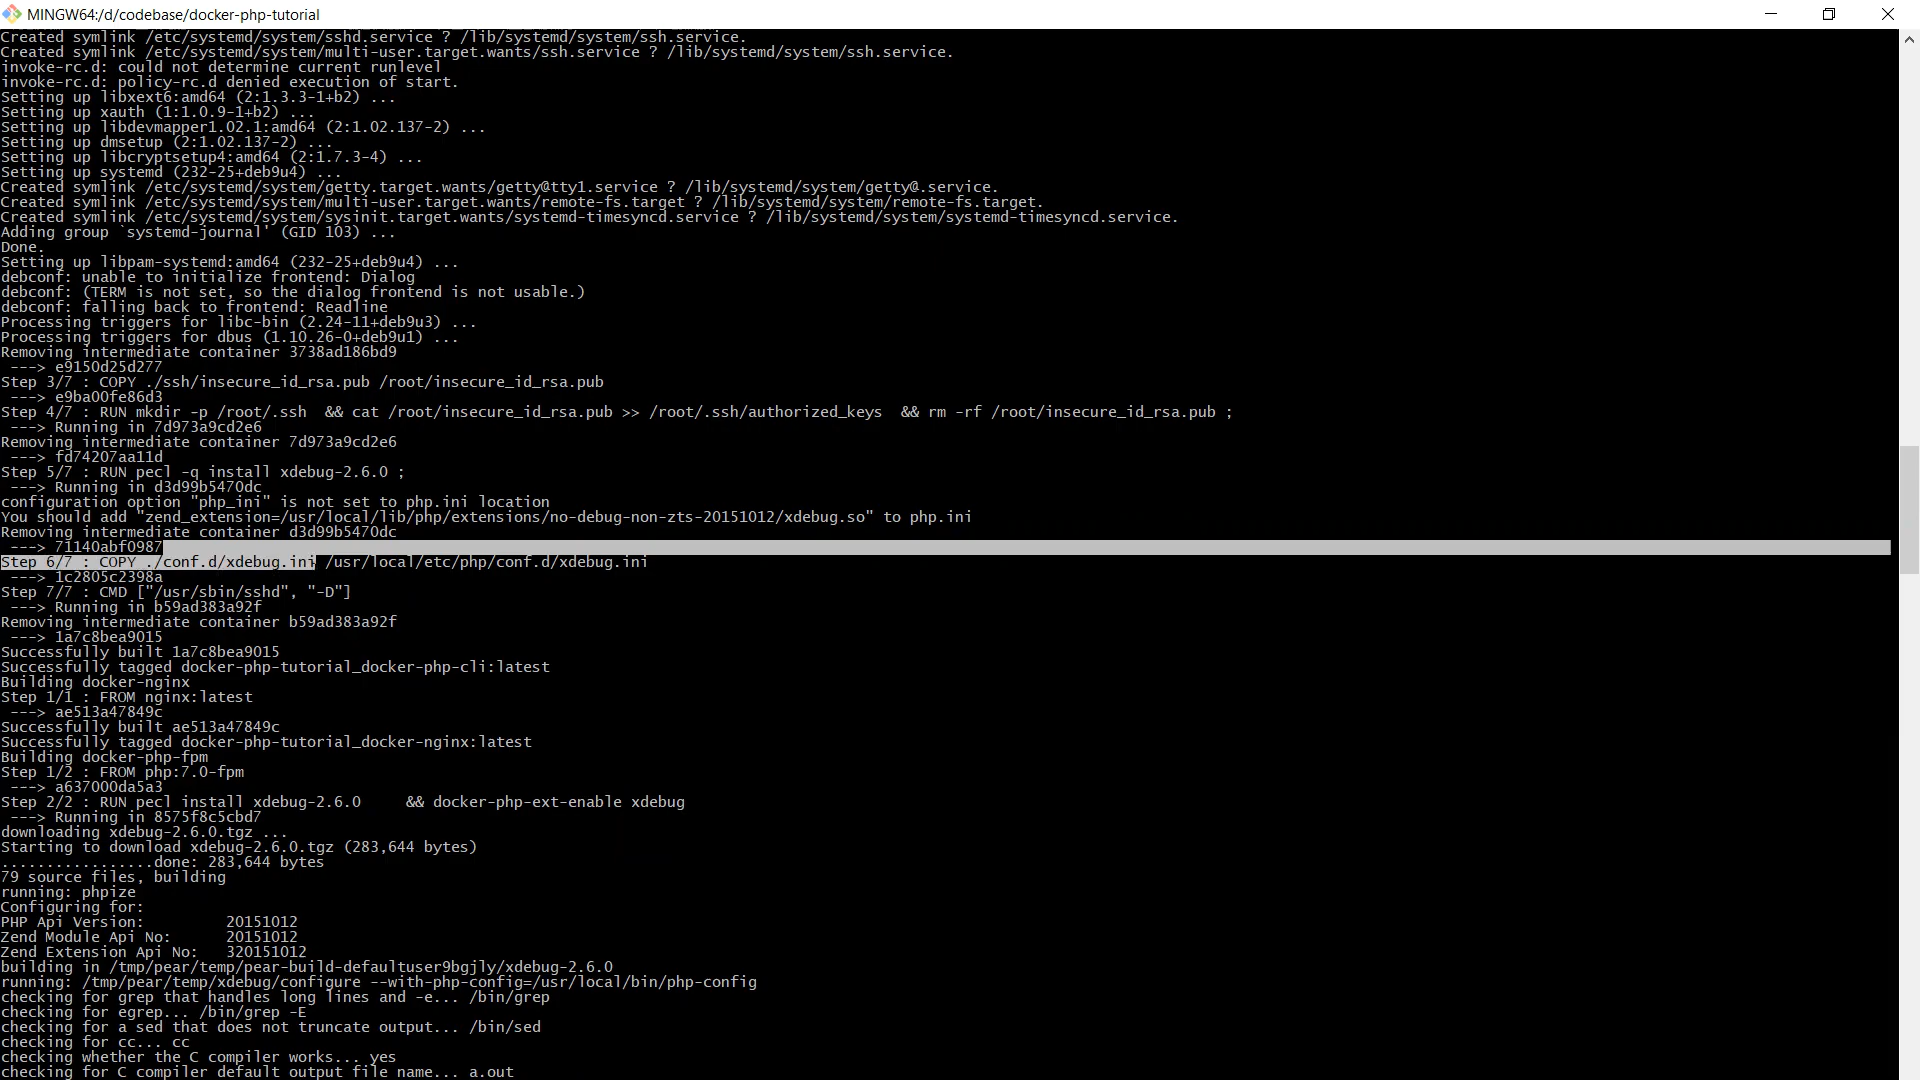 MINGW64:/d/codebase/docker-php-tutorial
Created symlink /etc/systemd/system/sshd.service ? /lib/systemd/system/ssh.service.
Created symlink /etc/systemd/system/multi-user.target.wants/ssh.service ? /lib/systemd/system/ssh.service.
invoke-rc.d: could not determine current runlevel
invoke-rc.d: policy-rc.d denied execution of start.
Setting up libxext6:amd64 (2:1.3.3-1+b2) ...
Setting up xauth (1:1.0.9-1+b2) ...
Setting up libdevmapper1.02.1:amd64 (2:1.02.137-2) ...
Setting up dmsetup (2:1.02.137-2) ...
Setting up libcryptsetup4:amd64 (2:1.7.3-4) ...
Setting up systemd (232-25+deb9u4) ...
Created symlink /etc/systemd/system/getty.target.wants/getty@tty1.service ? /lib/systemd/system/getty@.service.
Created symlink /etc/systemd/system/multi-user.target.wants/remote-fs.target ? /lib/systemd/system/remote-fs.target.
Created symlink /etc/systemd/system/sysinit.target.wants/systemd-timesyncd.service ? /lib/systemd/system/systemd-timesyncd.service.
Adding group `systemd-journal' (GID 103) ...
Done.
Setting up libpam-systemd:amd64 (232-25+deb9u4) ...
debconf: unable to initialize frontend: Dialog
debconf: (TERM is not set, so the dialog frontend is not usable.)
debconf: falling back to frontend: Readline
Processing triggers for libc-bin (2.24-11+deb9u3) ...
Processing triggers for dbus (1.10.26-0+deb9u1) ...
Removing intermediate container 3738ad186bd9
 ---> e9150d25d277
Step 3/7 : COPY ./ssh/insecure_id_rsa.pub /root/insecure_id_rsa.pub
 ---> e9ba00fe86d3
Step 4/7 : RUN mkdir -p /root/.ssh  && cat /root/insecure_id_rsa.pub >> /root/.ssh/authorized_keys  && rm -rf /root/insecure_id_rsa.pub ;
 ---> Running in 7d973a9cd2e6
Removing intermediate container 7d973a9cd2e6
 ---> fd74207aa11d
Step 5/7 : RUN pecl -q install xdebug-2.6.0 ;
 ---> Running in d3d99b5470dc
configuration option "php_ini" is not set to php.ini location
You should add "zend_extension=/usr/local/lib/php/extensions/no-debug-non-zts-20151012/xdebug.so" to php.ini
Removing intermediate container d3d99b5470dc
 ---> 71140abf0987
Step 6/7 : COPY ./conf.d/xdebug.ini /usr/local/etc/php/conf.d/xdebug.ini
 ---> 1c2805c2398a
Step 7/7 : CMD ["/usr/sbin/sshd", "-D"]
 ---> Running in b59ad383a92f
Removing intermediate container b59ad383a92f
 ---> 1a7c8bea9015
Successfully built 1a7c8bea9015
Successfully tagged docker-php-tutorial_docker-php-cli:latest
Building docker-nginx
Step 1/1 : FROM nginx:latest
 ---> ae513a47849c
Successfully built ae513a47849c
Successfully tagged docker-php-tutorial_docker-nginx:latest
Building docker-php-fpm
Step 1/2 : FROM php:7.0-fpm
 ---> a637000da5a3
Step 2/2 : RUN pecl install xdebug-2.6.0     && docker-php-ext-enable xdebug
 ---> Running in 8575f8c5cbd7
downloading xdebug-2.6.0.tgz ...
Starting to download xdebug-2.6.0.tgz (283,644 bytes)
.................done: 283,644 bytes
79 source files, building
running: phpize
Configuring for:
PHP Api Version:         20151012
Zend Module Api No:      20151012
Zend Extension Api No:   320151012
building in /tmp/pear/temp/pear-build-defaultuser9bgjly/xdebug-2.6.0
running: /tmp/pear/temp/xdebug/configure --with-php-config=/usr/local/bin/php-config
checking for grep that handles long lines and -e... /bin/grep
checking for egrep... /bin/grep -E
checking for a sed that does not truncate output... /bin/sed
checking for cc... cc
checking whether the C compiler works... yes
checking for C compiler default output file name... a.out